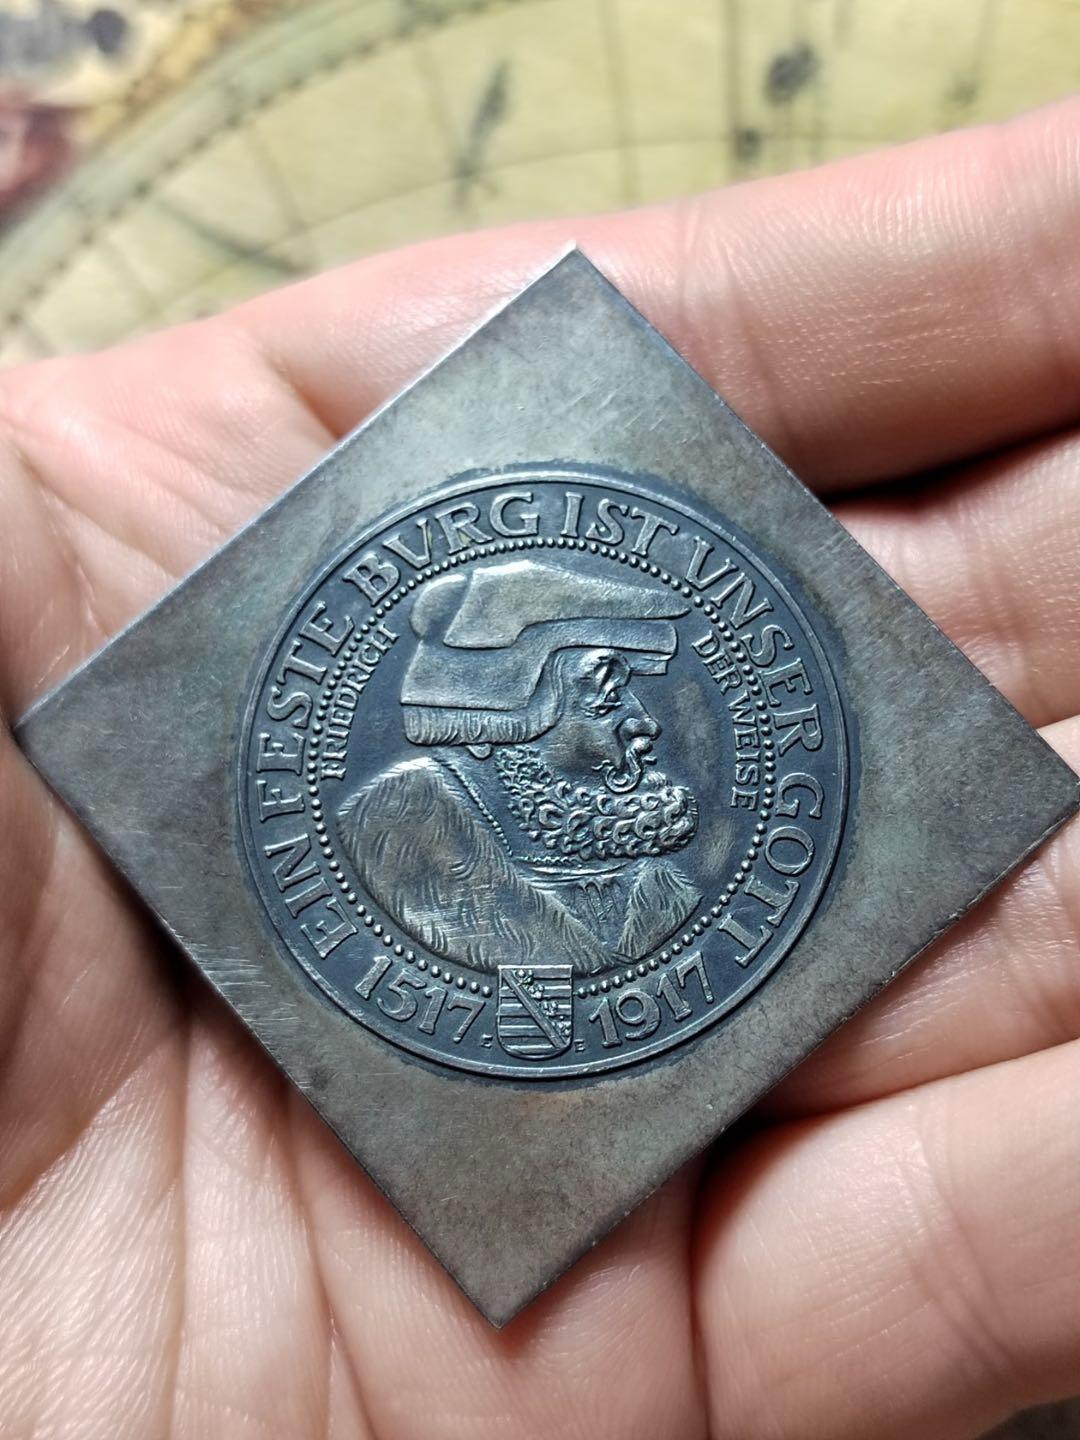 EIN FESTE BVRG IST VNSER GOTT
FRIEDRICH
DER WEISE
1517
1917
E